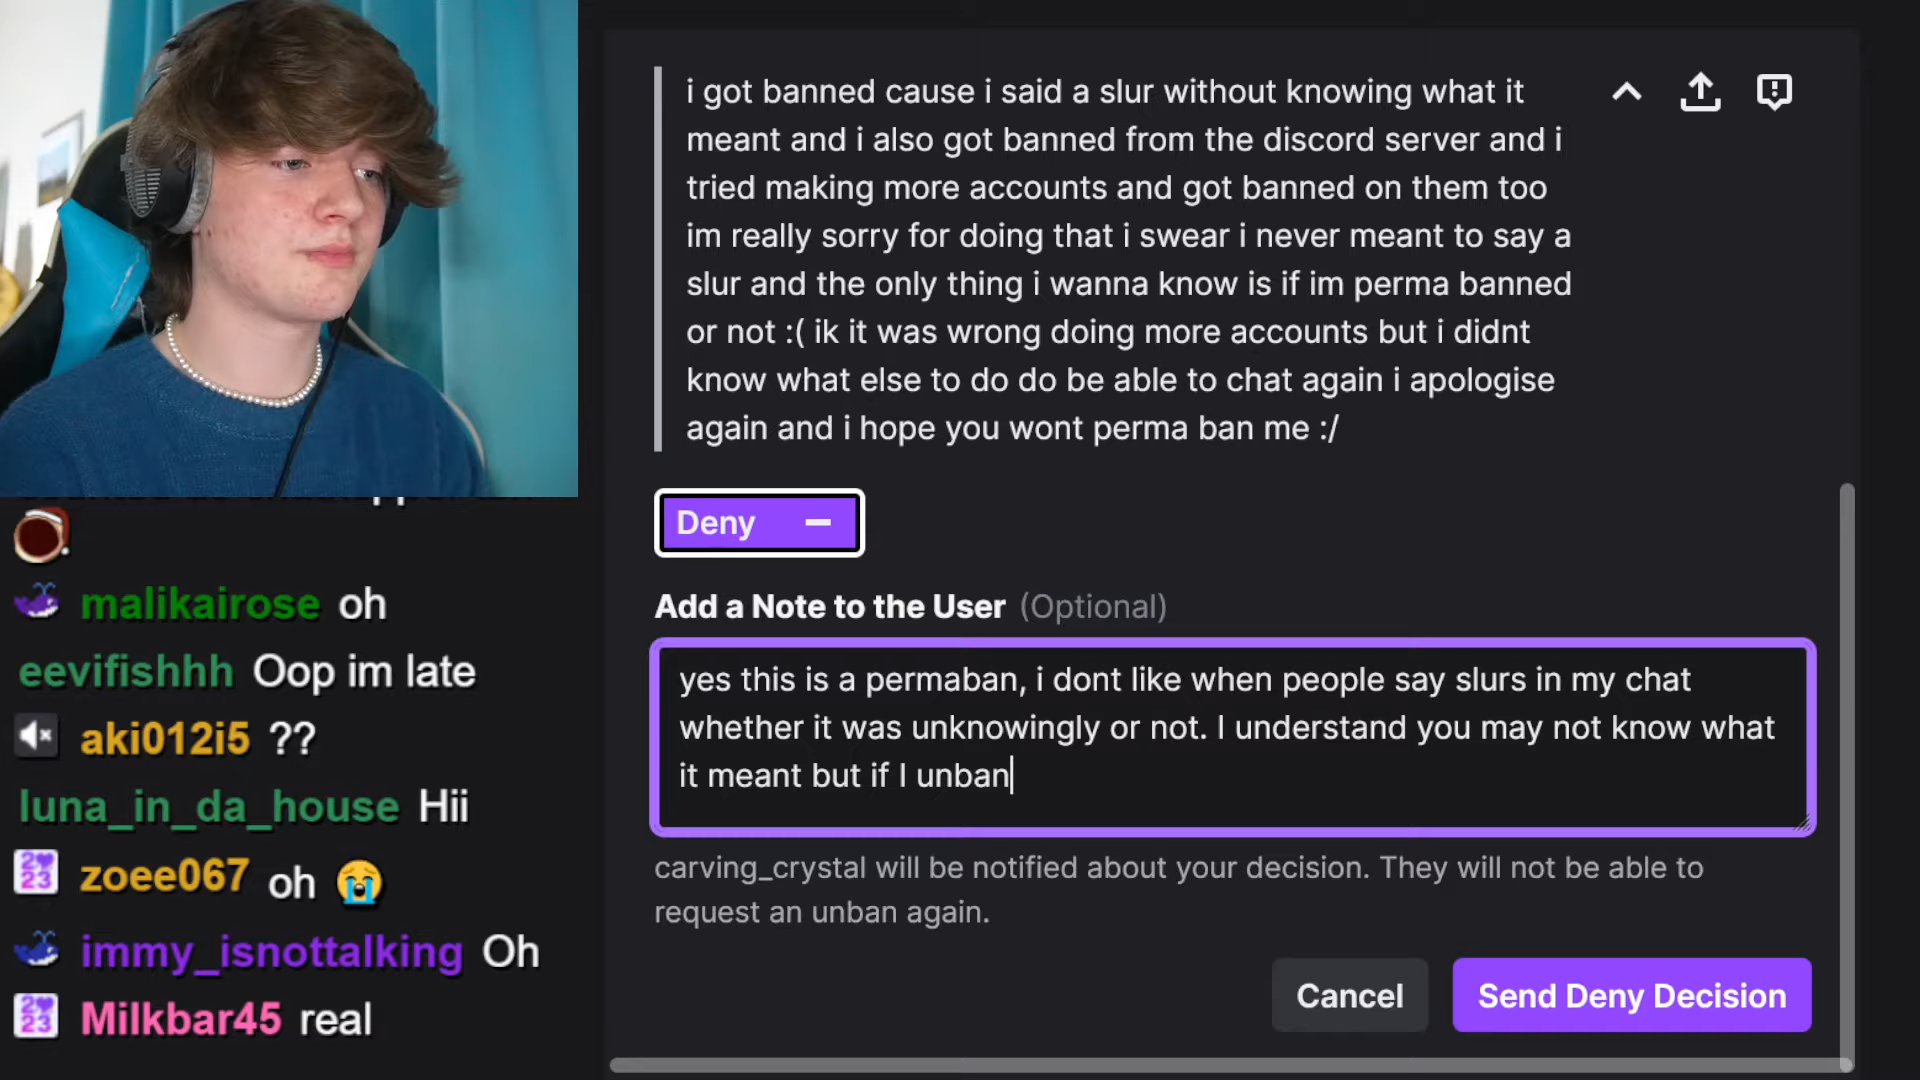 i got banned cause i said a slur without knowing what it
meant and i also got banned from the discord server and i
tried making more accounts and got banned on them too
im really sorry for doing that i swear i never meant to say a
slur and the only thing i wanna know is if im perma banned
or not :( ik it was wrong doing more accounts but i didnt
know what else to do do be able to chat again i apologise
again and i hope you wont perma ban me :/
Deny
Add a Note to the User (Optional)
yes this is a permaban, i dont like when people say slurs in my chat
whether it was unknowingly or not. I understand you may not know what
it meant but if I unban
carving_crystal will be notified about your decision. They will not be able to
request an unban again.
Cancel
Send Deny Decision
malikairose oh
eevifishhh Oop im late
aki012i5 ??
luna_in_da_house Hii
2023 zoee067 oh 😭
immy_isnottalking Oh
2023 Milkbar45 real